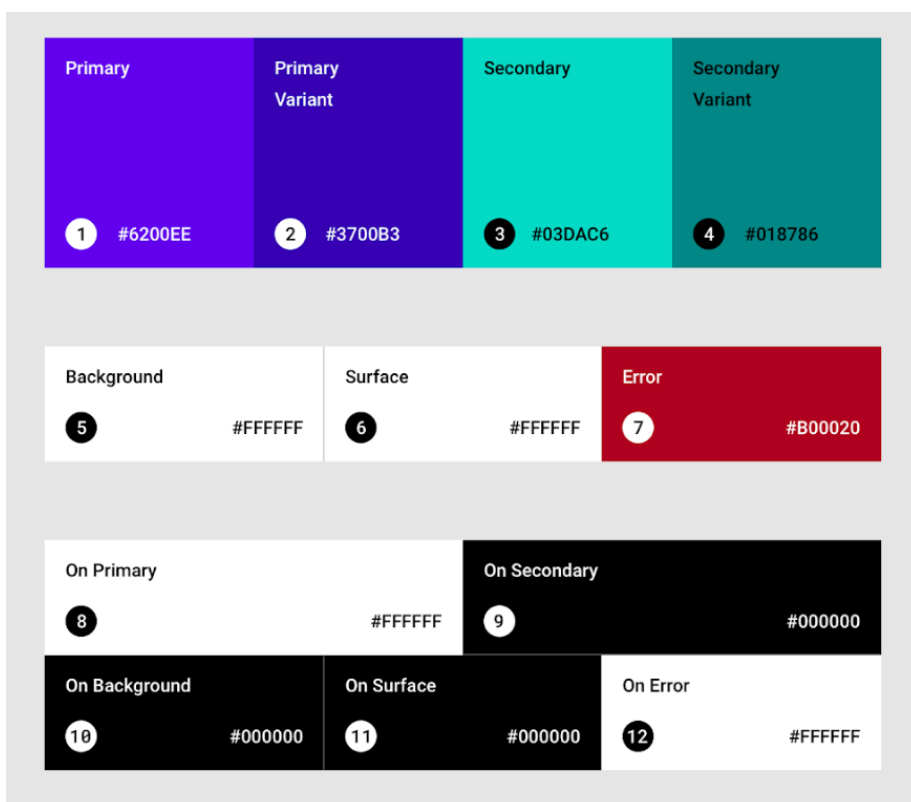 Primary
1 #6200EE
Primary
Variant
2 #3700B3
Secondary
3 #03DAC6
Secondary
Variant
4 #018786
Background
5 #FFFFFF
Surface
6 #FFFFFF
Error
7 #B00020
On Primary
8 #FFFFFF
On Secondary
9 #000000
On Background
10 #000000
On Surface
11 #000000
On Error
12 #FFFFFF